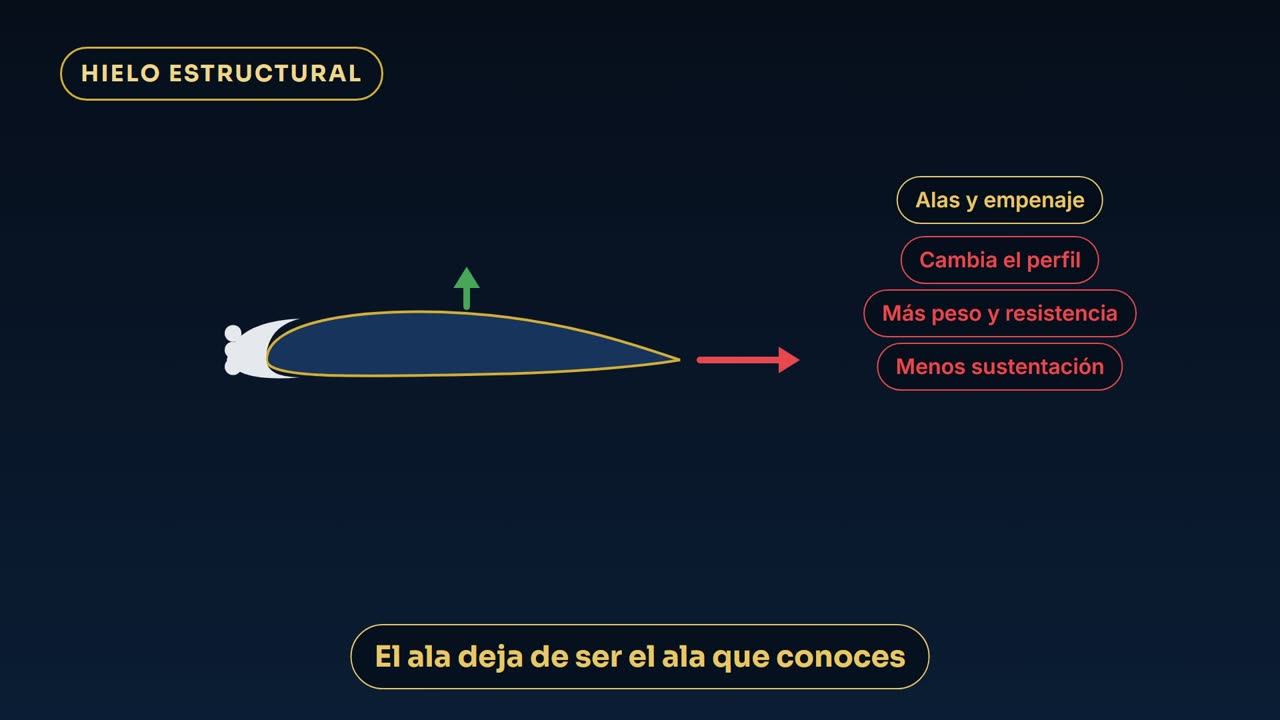 HIELO ESTRUCTURAL
Alas y empenaje
Cambia el perfil
Más peso y resistencia
Menos sustentación
El ala deja de ser el ala que conoces